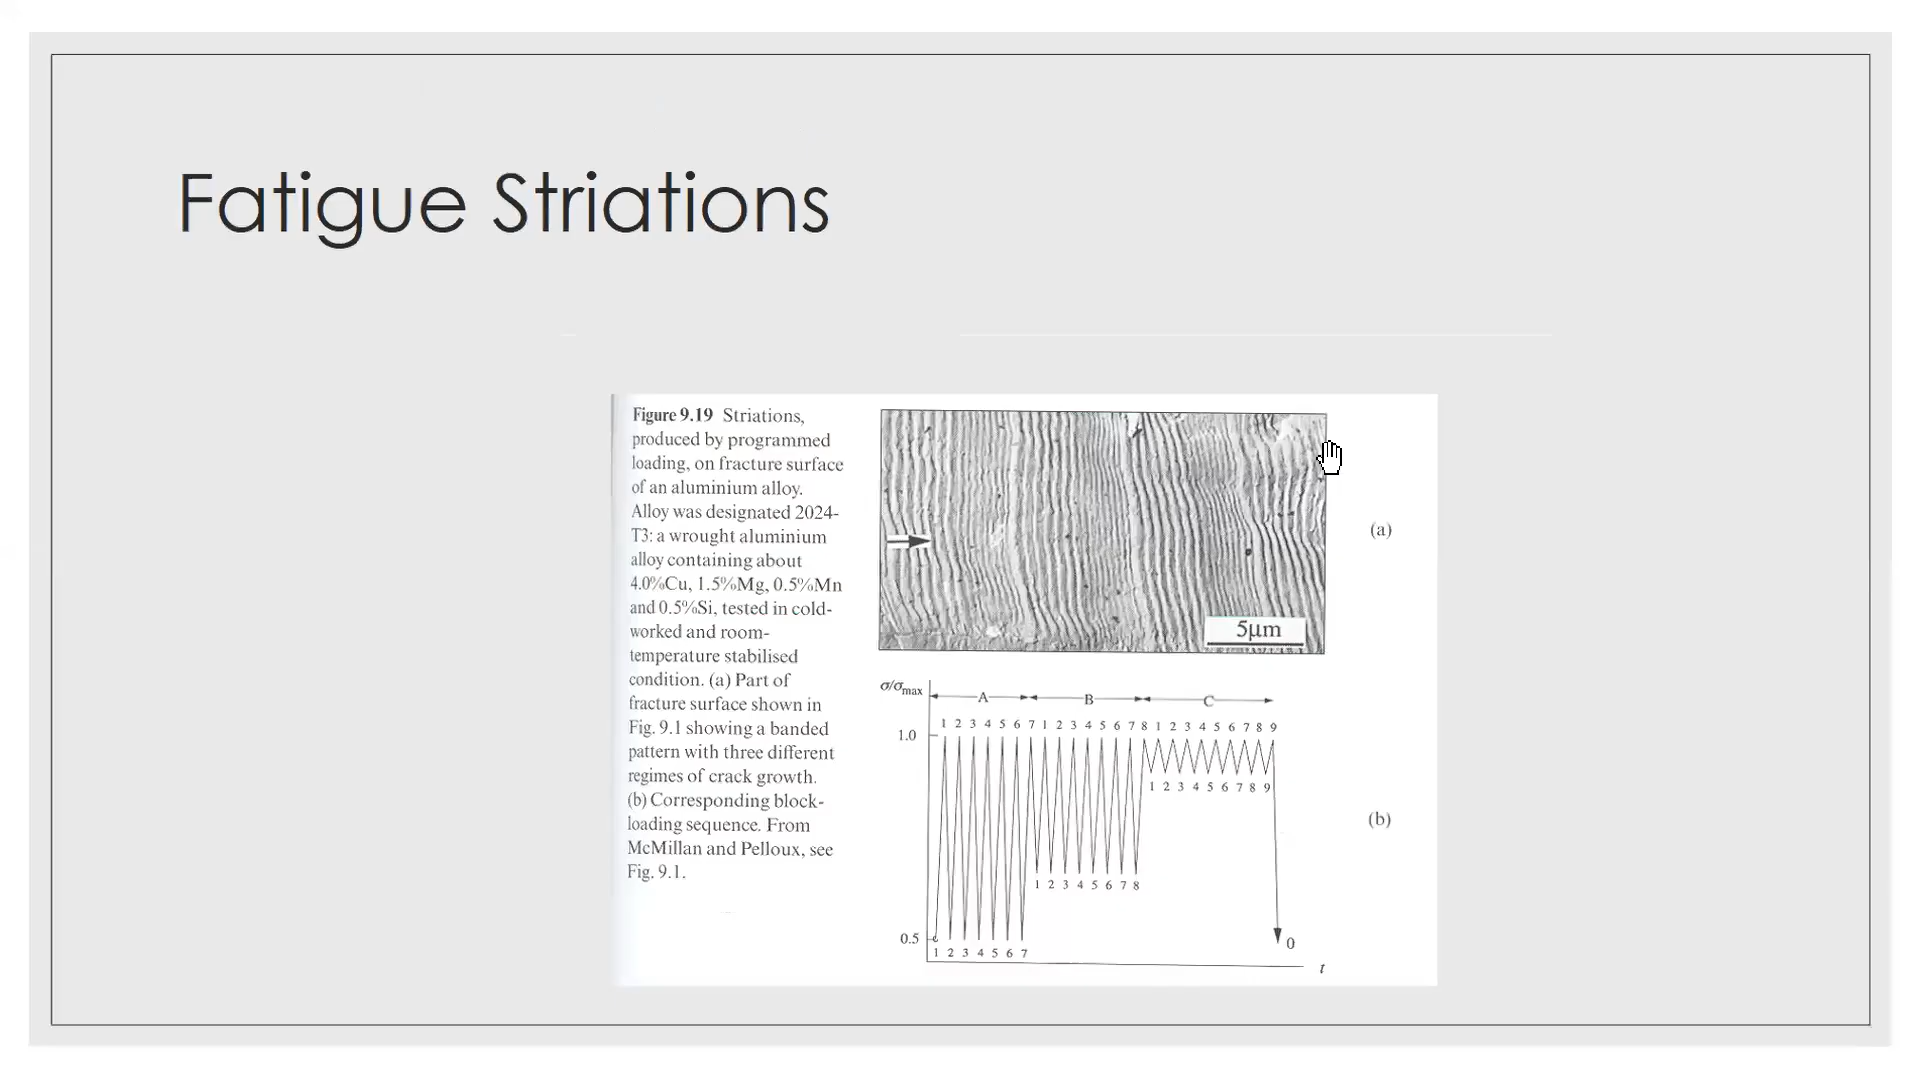 Fatigue Striations
Figure 9.19 Striations,
produced by programmed
loading, on fracture surface
of an aluminium alloy.
Alloy was designated 2024-
T3: a wrought aluminium
alloy containing about
4.0%Cu, 1.5%Mg, 0.5%Mn
and 0.5%Si, tested in cold-
worked and room-
temperature stabilised
condition. (a) Part of
fracture surface shown in
Fig. 9.1 showing a banded
pattern with three different
regimes of crack growth.
(b) Corresponding block-
loading sequence. From
McMillan and Pelloux, see
Fig. 9.1.
5μm
(a)
σ/σmax
A B C
1 2 3 4 5 6 7 1 2 3 4 5 6 7 8 1 2 3 4 5 6 7 8 9
1.0
1 2 3 4 5 6 7 8 9
(b)
1 2 3 4 5 6 7 8
0.5
0
1 2 3 4 5 6 7
t